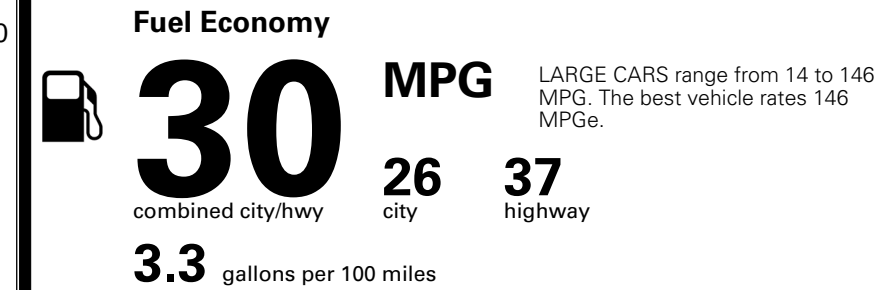 0
Fuel Economy
30
MPG
LARGE CARS range from 14 to 146
MPG. The best vehicle rates 146
MPGe.
combined city/hwy
26
city
37
highway
3.3 gallons per 100 miles